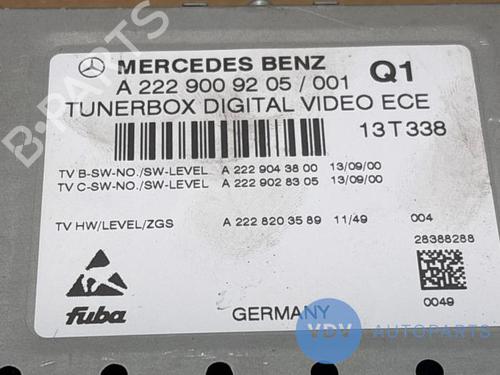 MERCEDES BENZ Q1
A 222 900 92 05 / 001
TUNERBOX DIGITAL VIDEO ECE
13T338
TV B-SW-NO./SW-LEVEL A 222 904 38 00 13/09/00
TV C-SW-NO./SW-LEVEL A 222 902 83 05 13/09/00
TV HW/LEVEL/ZGS A 222 820 35 89 11/49 004
28388288
0049
fuba
GERMANY
YDV AUTOPARTS
B-PARTS